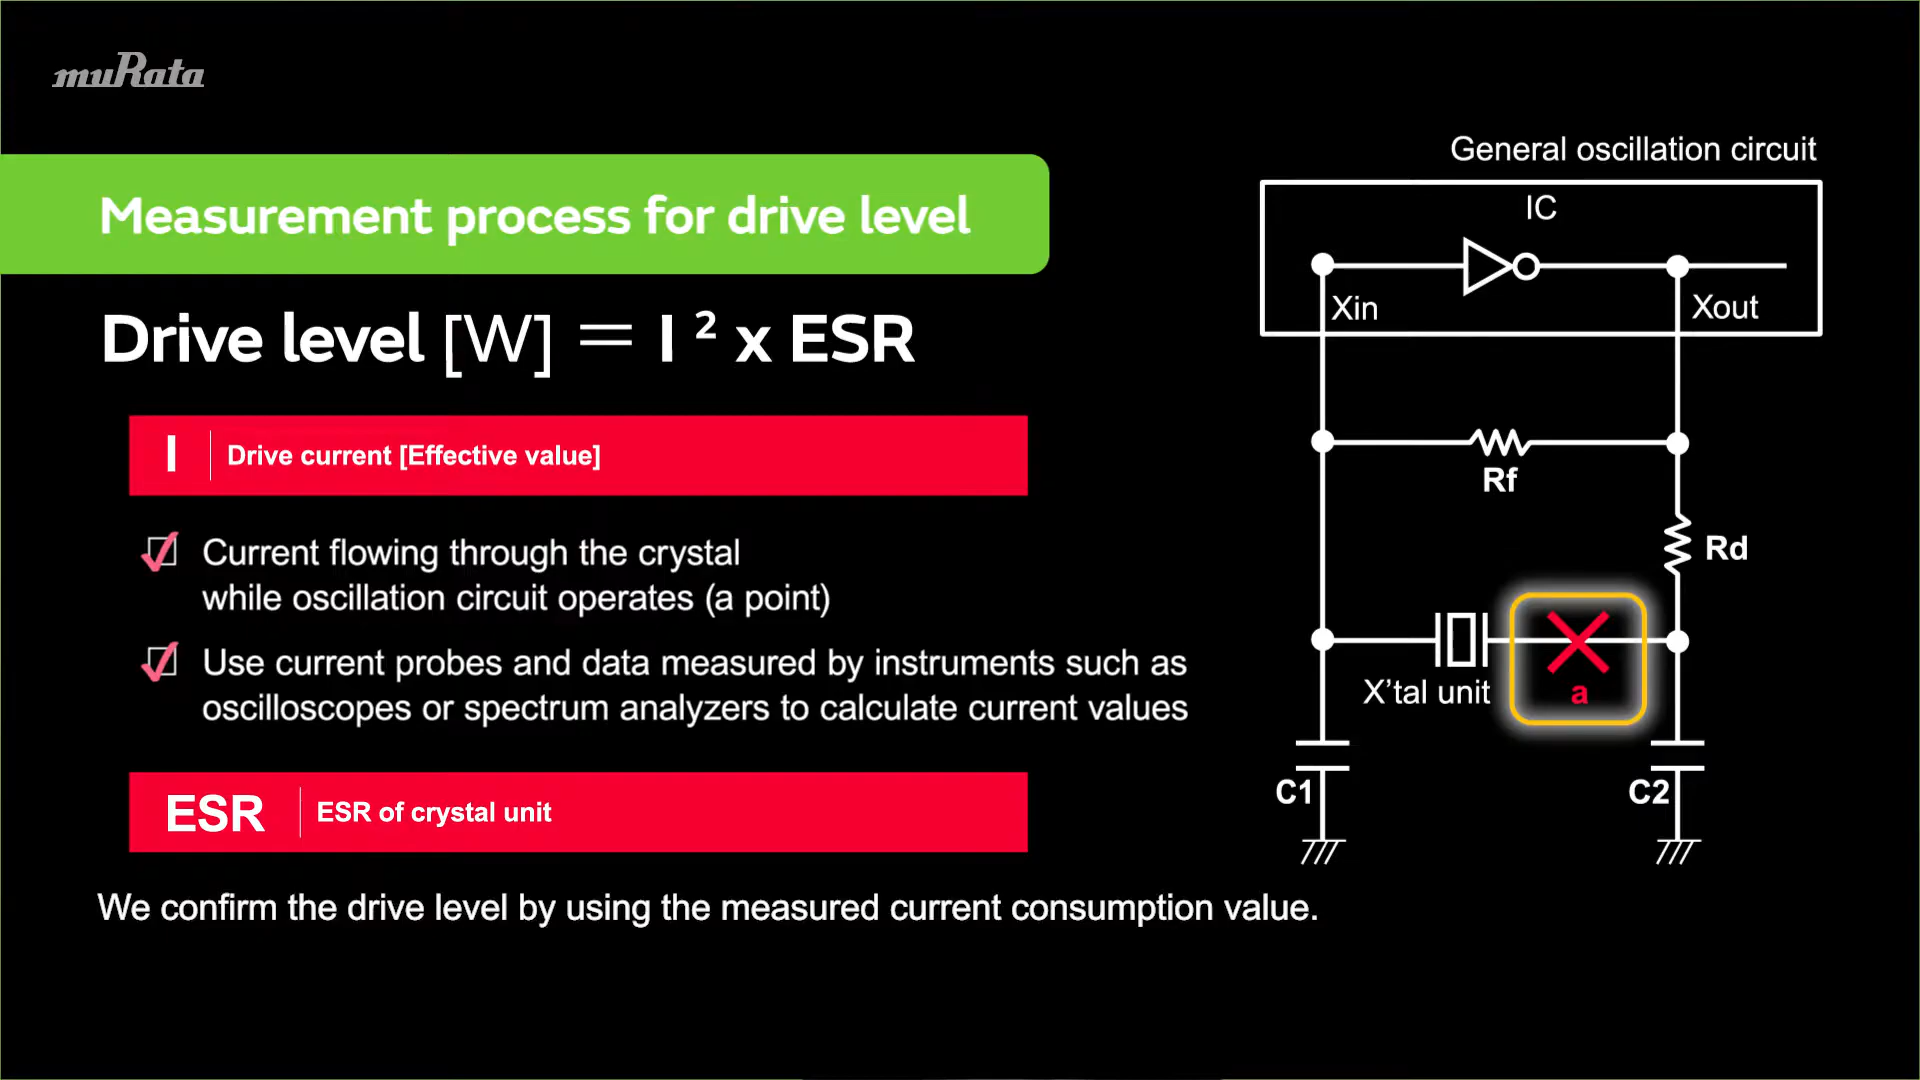 muRata
Measurement process for drive level
Drive level [W] = I ² x ESR
I Drive current [Effective value]
Current flowing through the crystal
while oscillation circuit operates (a point)
Use current probes and data measured by instruments such as
oscilloscopes or spectrum analyzers to calculate current values
ESR ESR of crystal unit
We confirm the drive level by using the measured current consumption value.
General oscillation circuit
IC
Xin
Xout
Rf
Rd
X’tal unit
a
C1
C2